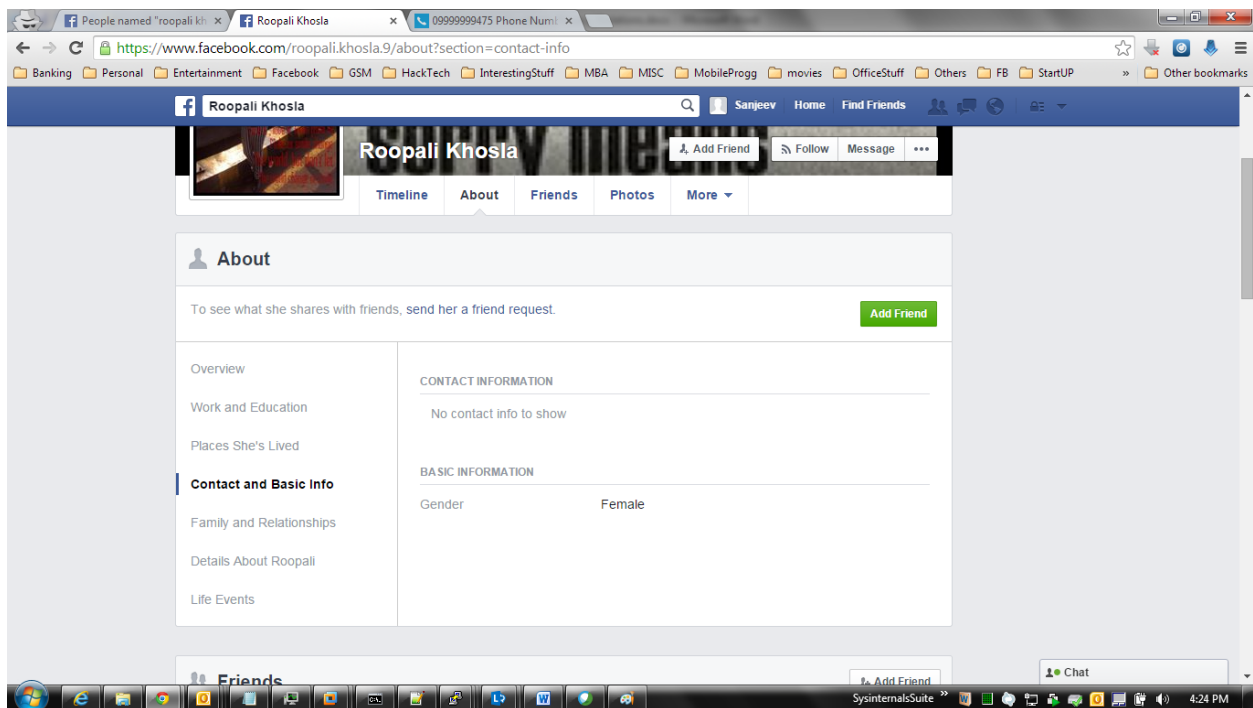 People named "roopali kh
Roopali Khosla
09999999475 Phone Numb
https://www.facebook.com/roopali.khosla.9/about?section=contact-info
Banking Personal Entertainment Facebook GSM HackTech InterestingStuff MBA MISC MobileProgg movies OfficeStuff Others FB StartUP » Other bookmarks
Roopali Khosla Sanjeev Home Find Friends
sorry means
Roopali Khosla Add Friend Follow Message
Timeline About Friends Photos More
About
To see what she shares with friends, send her a friend request. Add Friend
Overview
Work and Education
Places She's Lived
Contact and Basic Info
Family and Relationships
Details About Roopali
Life Events
CONTACT INFORMATION
No contact info to show
BASIC INFORMATION
Gender Female
Friends Add Friend
Chat
SysinternalsSuite » 4:24 PM